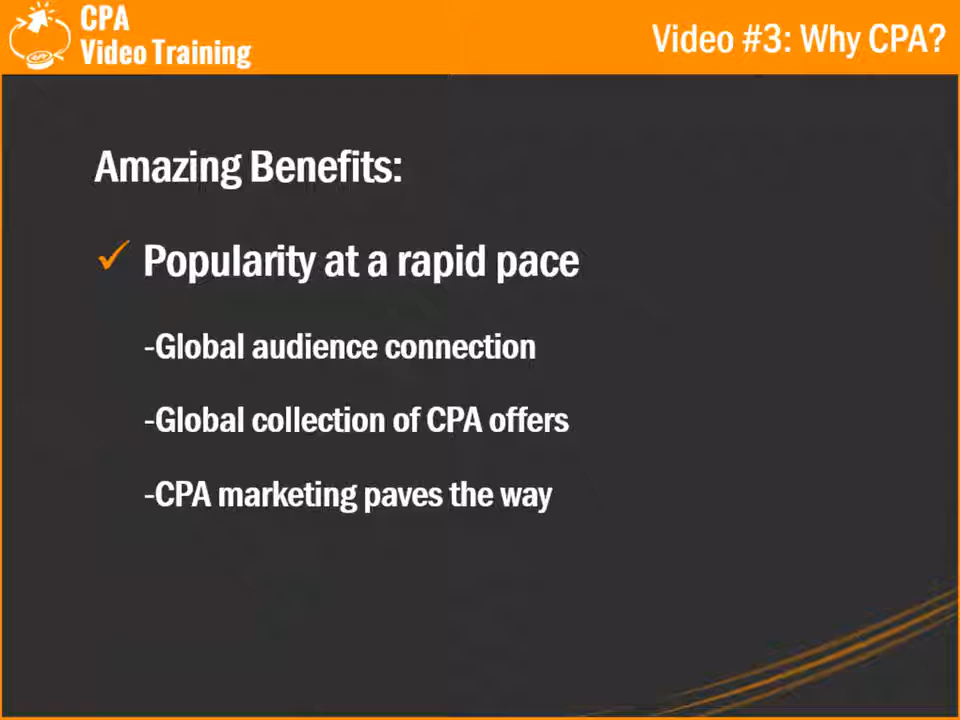 CPA
Video Training
Video #3: Why CPA?
Amazing Benefits:
✓ Popularity at a rapid pace
-Global audience connection
-Global collection of CPA offers
-CPA marketing paves the way